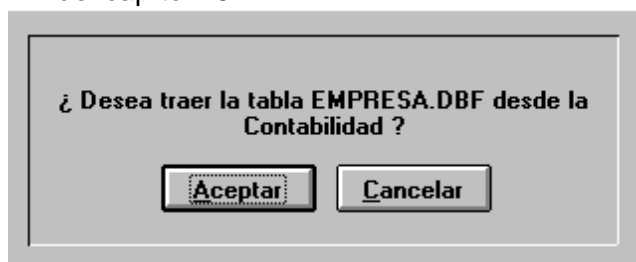 ¿ Desea traer la tabla EMPRESA.DBF desde la
Contabilidad ?
Aceptar
Cancelar